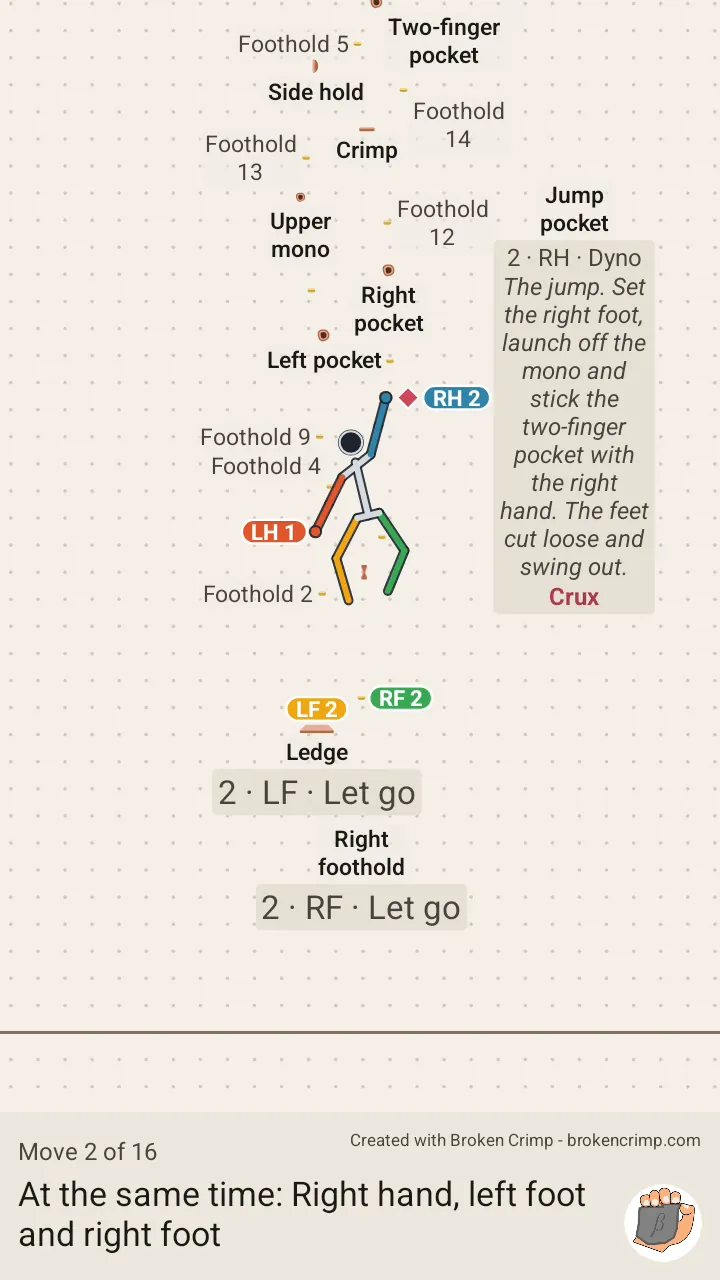 Two-finger
pocket
Foothold 5
Side hold
Foothold
14
Foothold
13
Crimp
Jump
pocket
Foothold
12
Upper
mono
2 · RH · Dyno
The jump. Set
the right foot,
launch off the
mono and
stick the
two-finger
pocket with
the right
hand. The feet
cut loose and
swing out.
Crux
Right
pocket
Left pocket
RH 2
Foothold 9
Foothold 4
LH 1
Foothold 2
RF 2
LF 2
Ledge
2 · LF · Let go
Right
foothold
2 · RF · Let go
Created with Broken Crimp - brokencrimp.com
Move 2 of 16
At the same time: Right hand, left foot
and right foot
β